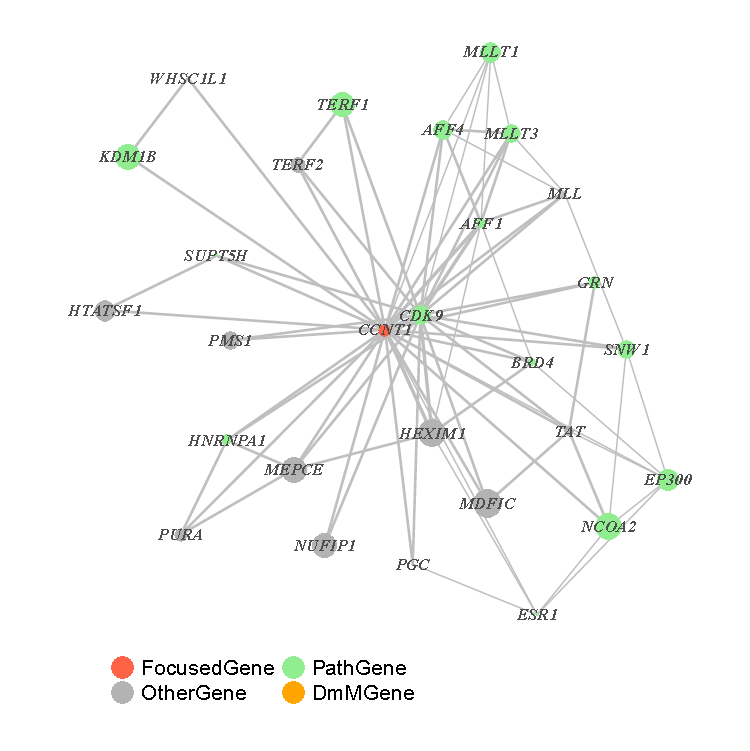 MLLT1
WHSC1L1
TERF1
AFF4
MLLT3
KDM1B
TERF2
MLL
AFF1
SUPT5H
GRN
HTATSF1
CDK9
CCNT1
PMS1
SNW1
BRD4
HNRNPA1
HEXIM1
TAT
MEPCE
EP300
MDFIC
NCOA2
PURA
NUFIP1
PGC
ESR1
FocusedGene PathGene
OtherGene DmMGene